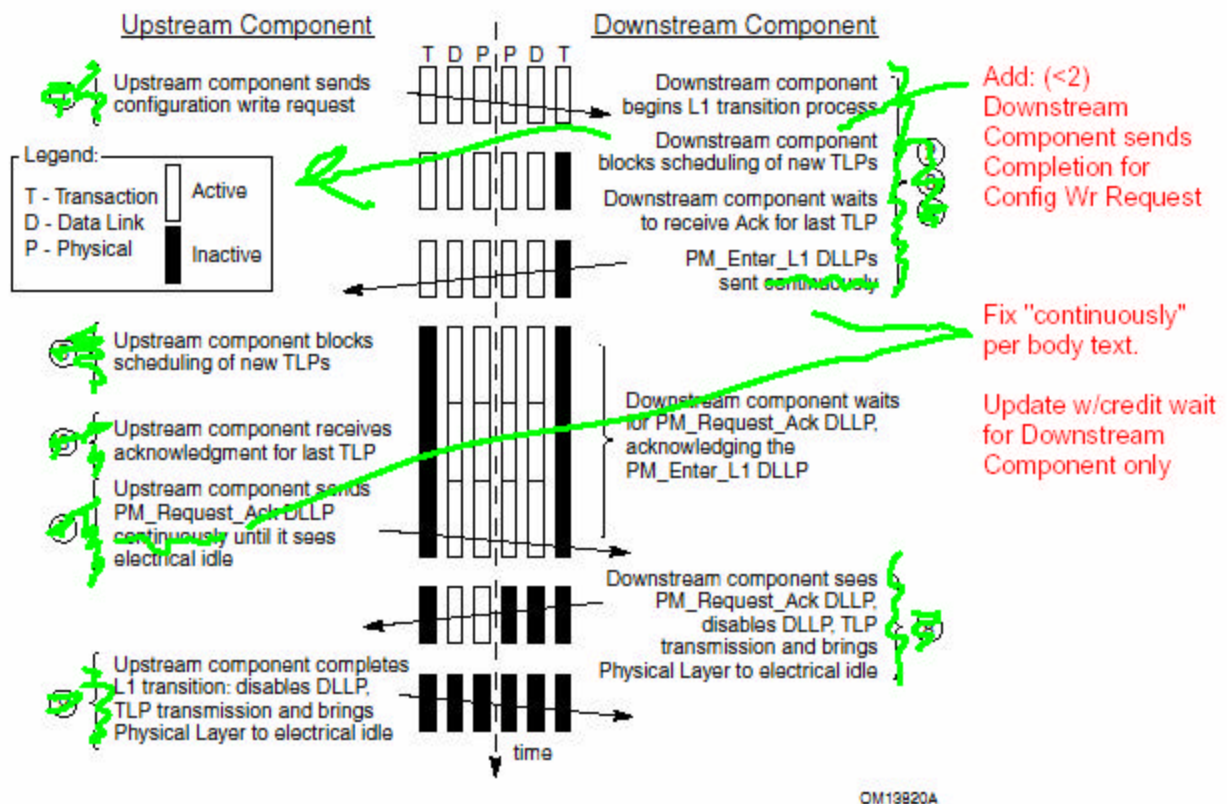 Upstream Component
Downstream Component
T D P P D T
Upstream component sends
configuration write request
Downstream component
begins L1 transition process
Add: (<2)
Downstream
Component sends
Completion for
Config Wr Request
Legend:
T - Transaction
D - Data Link
P - Physical
Active
Inactive
Downstream component
blocks scheduling of new TLPs
Downstream component waits
to receive Ack for last TLP
PM_Enter_L1 DLLPs
sent continuously
Fix "continuously"
per body text.
Update w/credit wait
for Downstream
Component only
Upstream component blocks
scheduling of new TLPs
Upstream component receives
acknowledgment for last TLP
Upstream component sends
PM_Request_Ack DLLP
continuously until it sees
electrical idle
Downstream component waits
for PM_Request_Ack DLLP,
acknowledging the
PM_Enter_L1 DLLP
Downstream component sees
PM_Request_Ack DLLP,
disables DLLP, TLP
transmission and brings
Physical Layer to electrical idle
Upstream component completes
L1 transition: disables DLLP,
TLP transmission and brings
Physical Layer to electrical idle
time
OM13820A